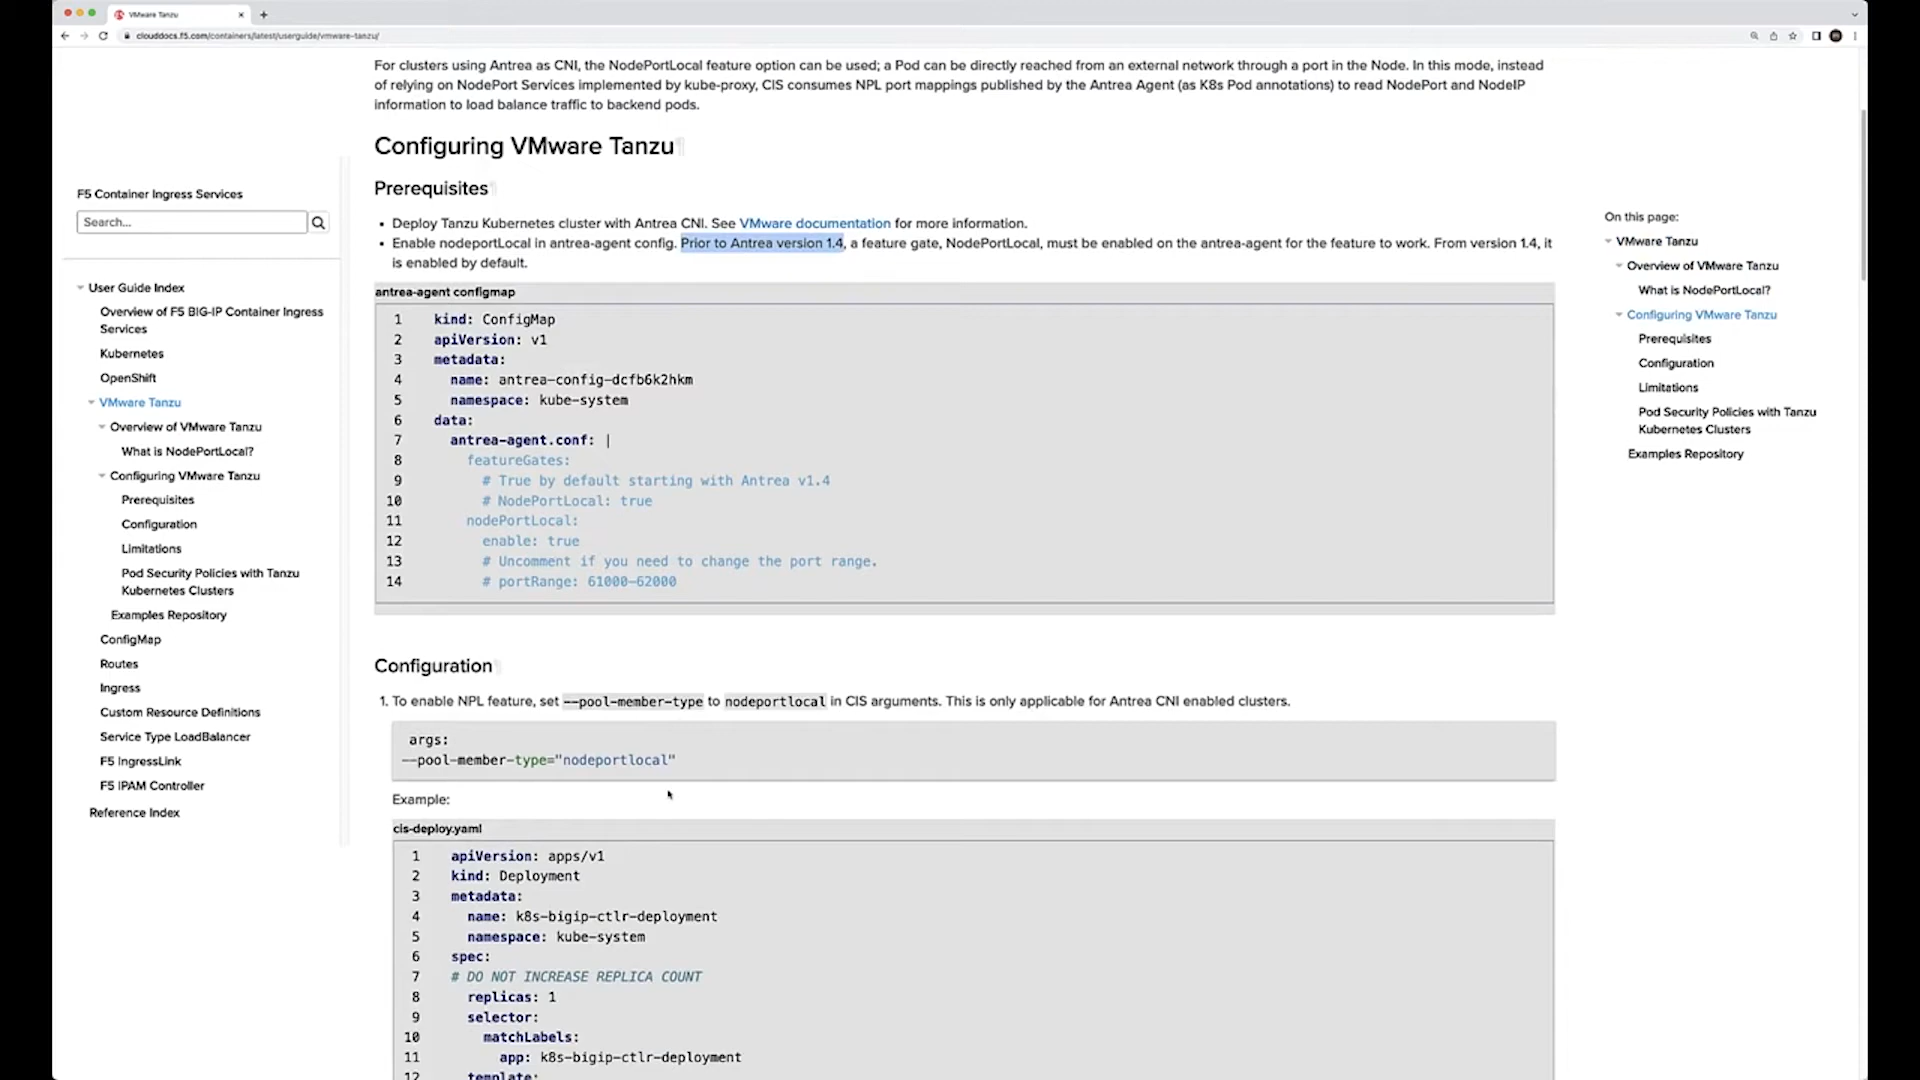 VMware Tanzu
clouddocs.f5.com/containers/latest/userguide/vmware-tanzu/
F5 Container Ingress Services
Search...
User Guide Index
Overview of F5 BIG-IP Container Ingress
Services
Kubernetes
OpenShift
VMware Tanzu
Overview of VMware Tanzu
What is NodePortLocal?
Configuring VMware Tanzu
Prerequisites
Configuration
Limitations
Pod Security Policies with Tanzu
Kubernetes Clusters
Examples Repository
ConfigMap
Routes
Ingress
Custom Resource Definitions
Service Type LoadBalancer
F5 IngressLink
F5 IPAM Controller
Reference Index
For clusters using Antrea as CNI, the NodePortLocal feature option can be used; a Pod can be directly reached from an external network through a port in the Node. In this mode, instead
of relying on NodePort Services implemented by kube-proxy, CIS consumes NPL port mappings published by the Antrea Agent (as K8s Pod annotations) to read NodePort and NodeIP
information to load balance traffic to backend pods.
Configuring VMware Tanzu
Prerequisites
• Deploy Tanzu Kubernetes cluster with Antrea CNI. See VMware documentation for more information.
• Enable nodeportLocal in antrea-agent config. Prior to Antrea version 1.4, a feature gate, NodePortLocal, must be enabled on the antrea-agent for the feature to work. From version 1.4, it
is enabled by default.
antrea-agent configmap
1 kind: ConfigMap
2 apiVersion: v1
3 metadata:
4 name: antrea-config-dcfb6k2hkm
5 namespace: kube-system
6 data:
7 antrea-agent.conf: |
8 featureGates:
9 # True by default starting with Antrea v1.4
10 # NodePortLocal: true
11 nodePortLocal:
12 enable: true
13 # Uncomment if you need to change the port range.
14 # portRange: 61000-62000
Configuration
1. To enable NPL feature, set --pool-member-type to nodeportlocal in CIS arguments. This is only applicable for Antrea CNI enabled clusters.
args:
--pool-member-type="nodeportlocal"
Example:
cis-deploy.yaml
1 apiVersion: apps/v1
2 kind: Deployment
3 metadata:
4 name: k8s-bigip-ctlr-deployment
5 namespace: kube-system
6 spec:
7 # DO NOT INCREASE REPLICA COUNT
8 replicas: 1
9 selector:
10 matchLabels:
11 app: k8s-bigip-ctlr-deployment
12 template:
On this page:
VMware Tanzu
Overview of VMware Tanzu
What is NodePortLocal?
Configuring VMware Tanzu
Prerequisites
Configuration
Limitations
Pod Security Policies with Tanzu
Kubernetes Clusters
Examples Repository